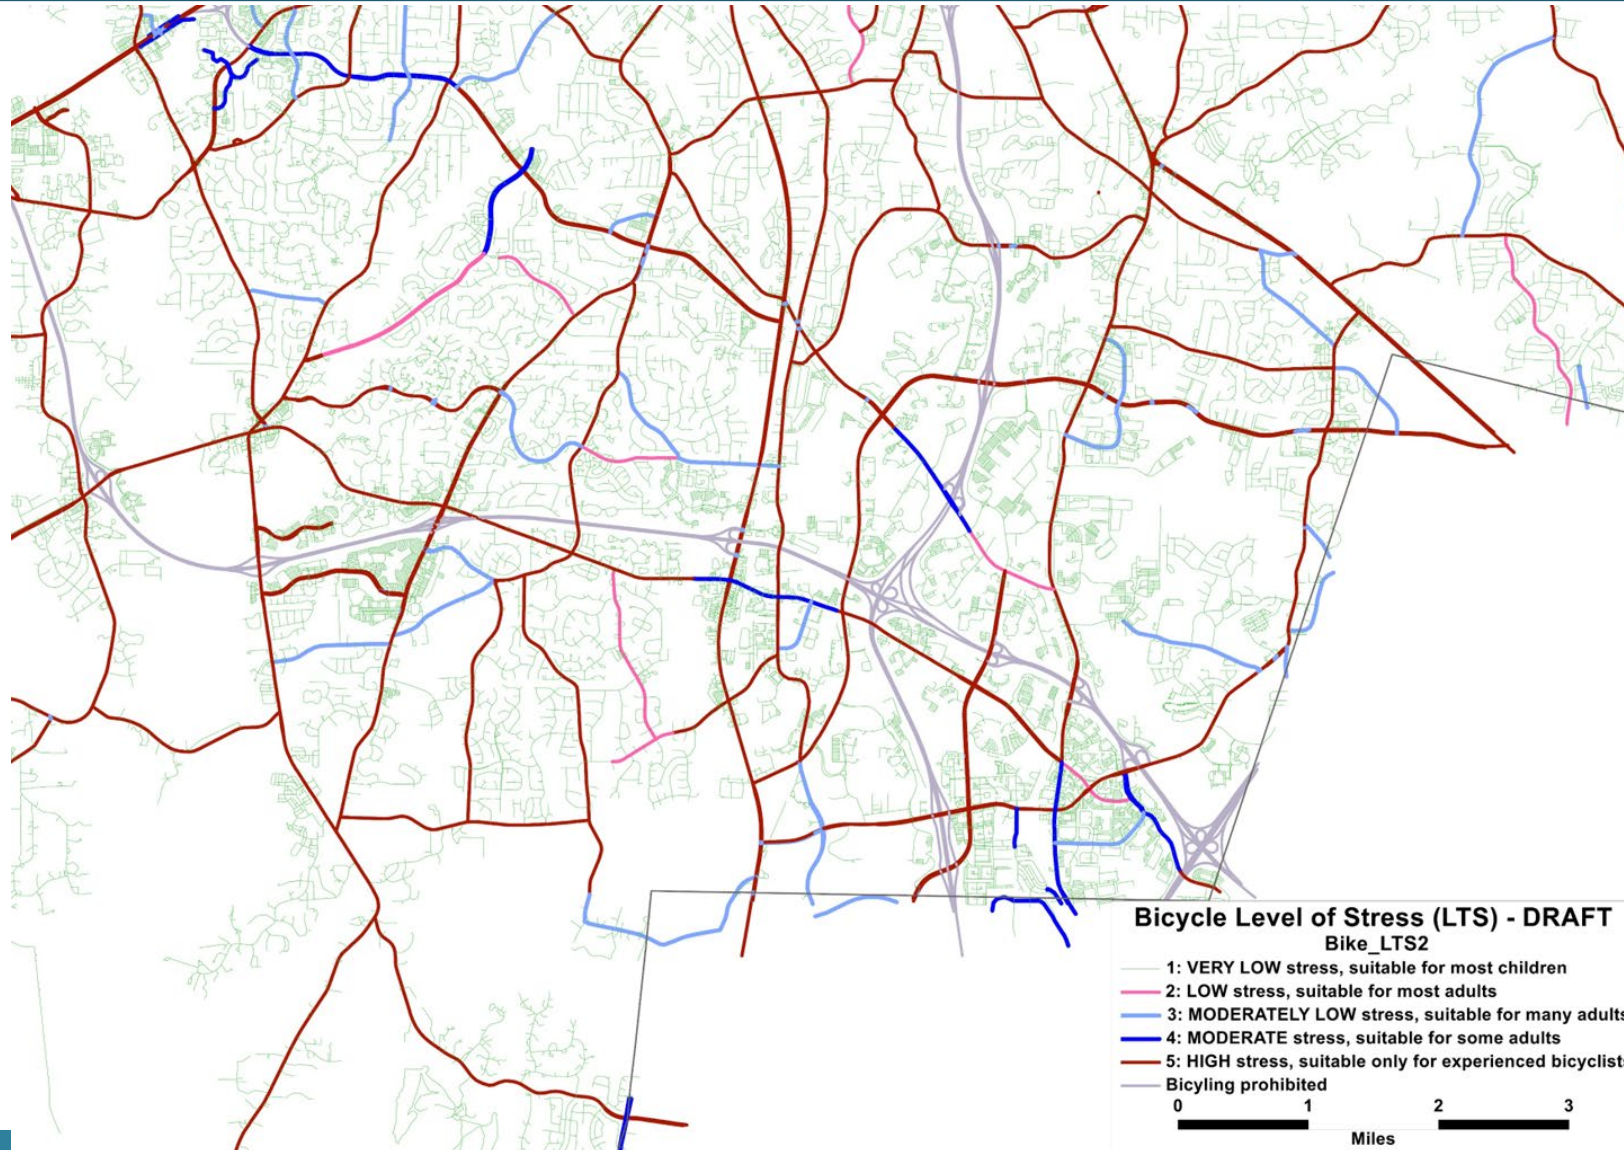 Bicycle Level of Stress (LTS) - DRAFT
Bike_LTS2
1: VERY LOW stress, suitable for most children
2: LOW stress, suitable for most adults
3: MODERATELY LOW stress, suitable for many adults
4: MODERATE stress, suitable for some adults
5: HIGH stress, suitable only for experienced bicyclists
Bicyling prohibited
0 1 2 3
Miles